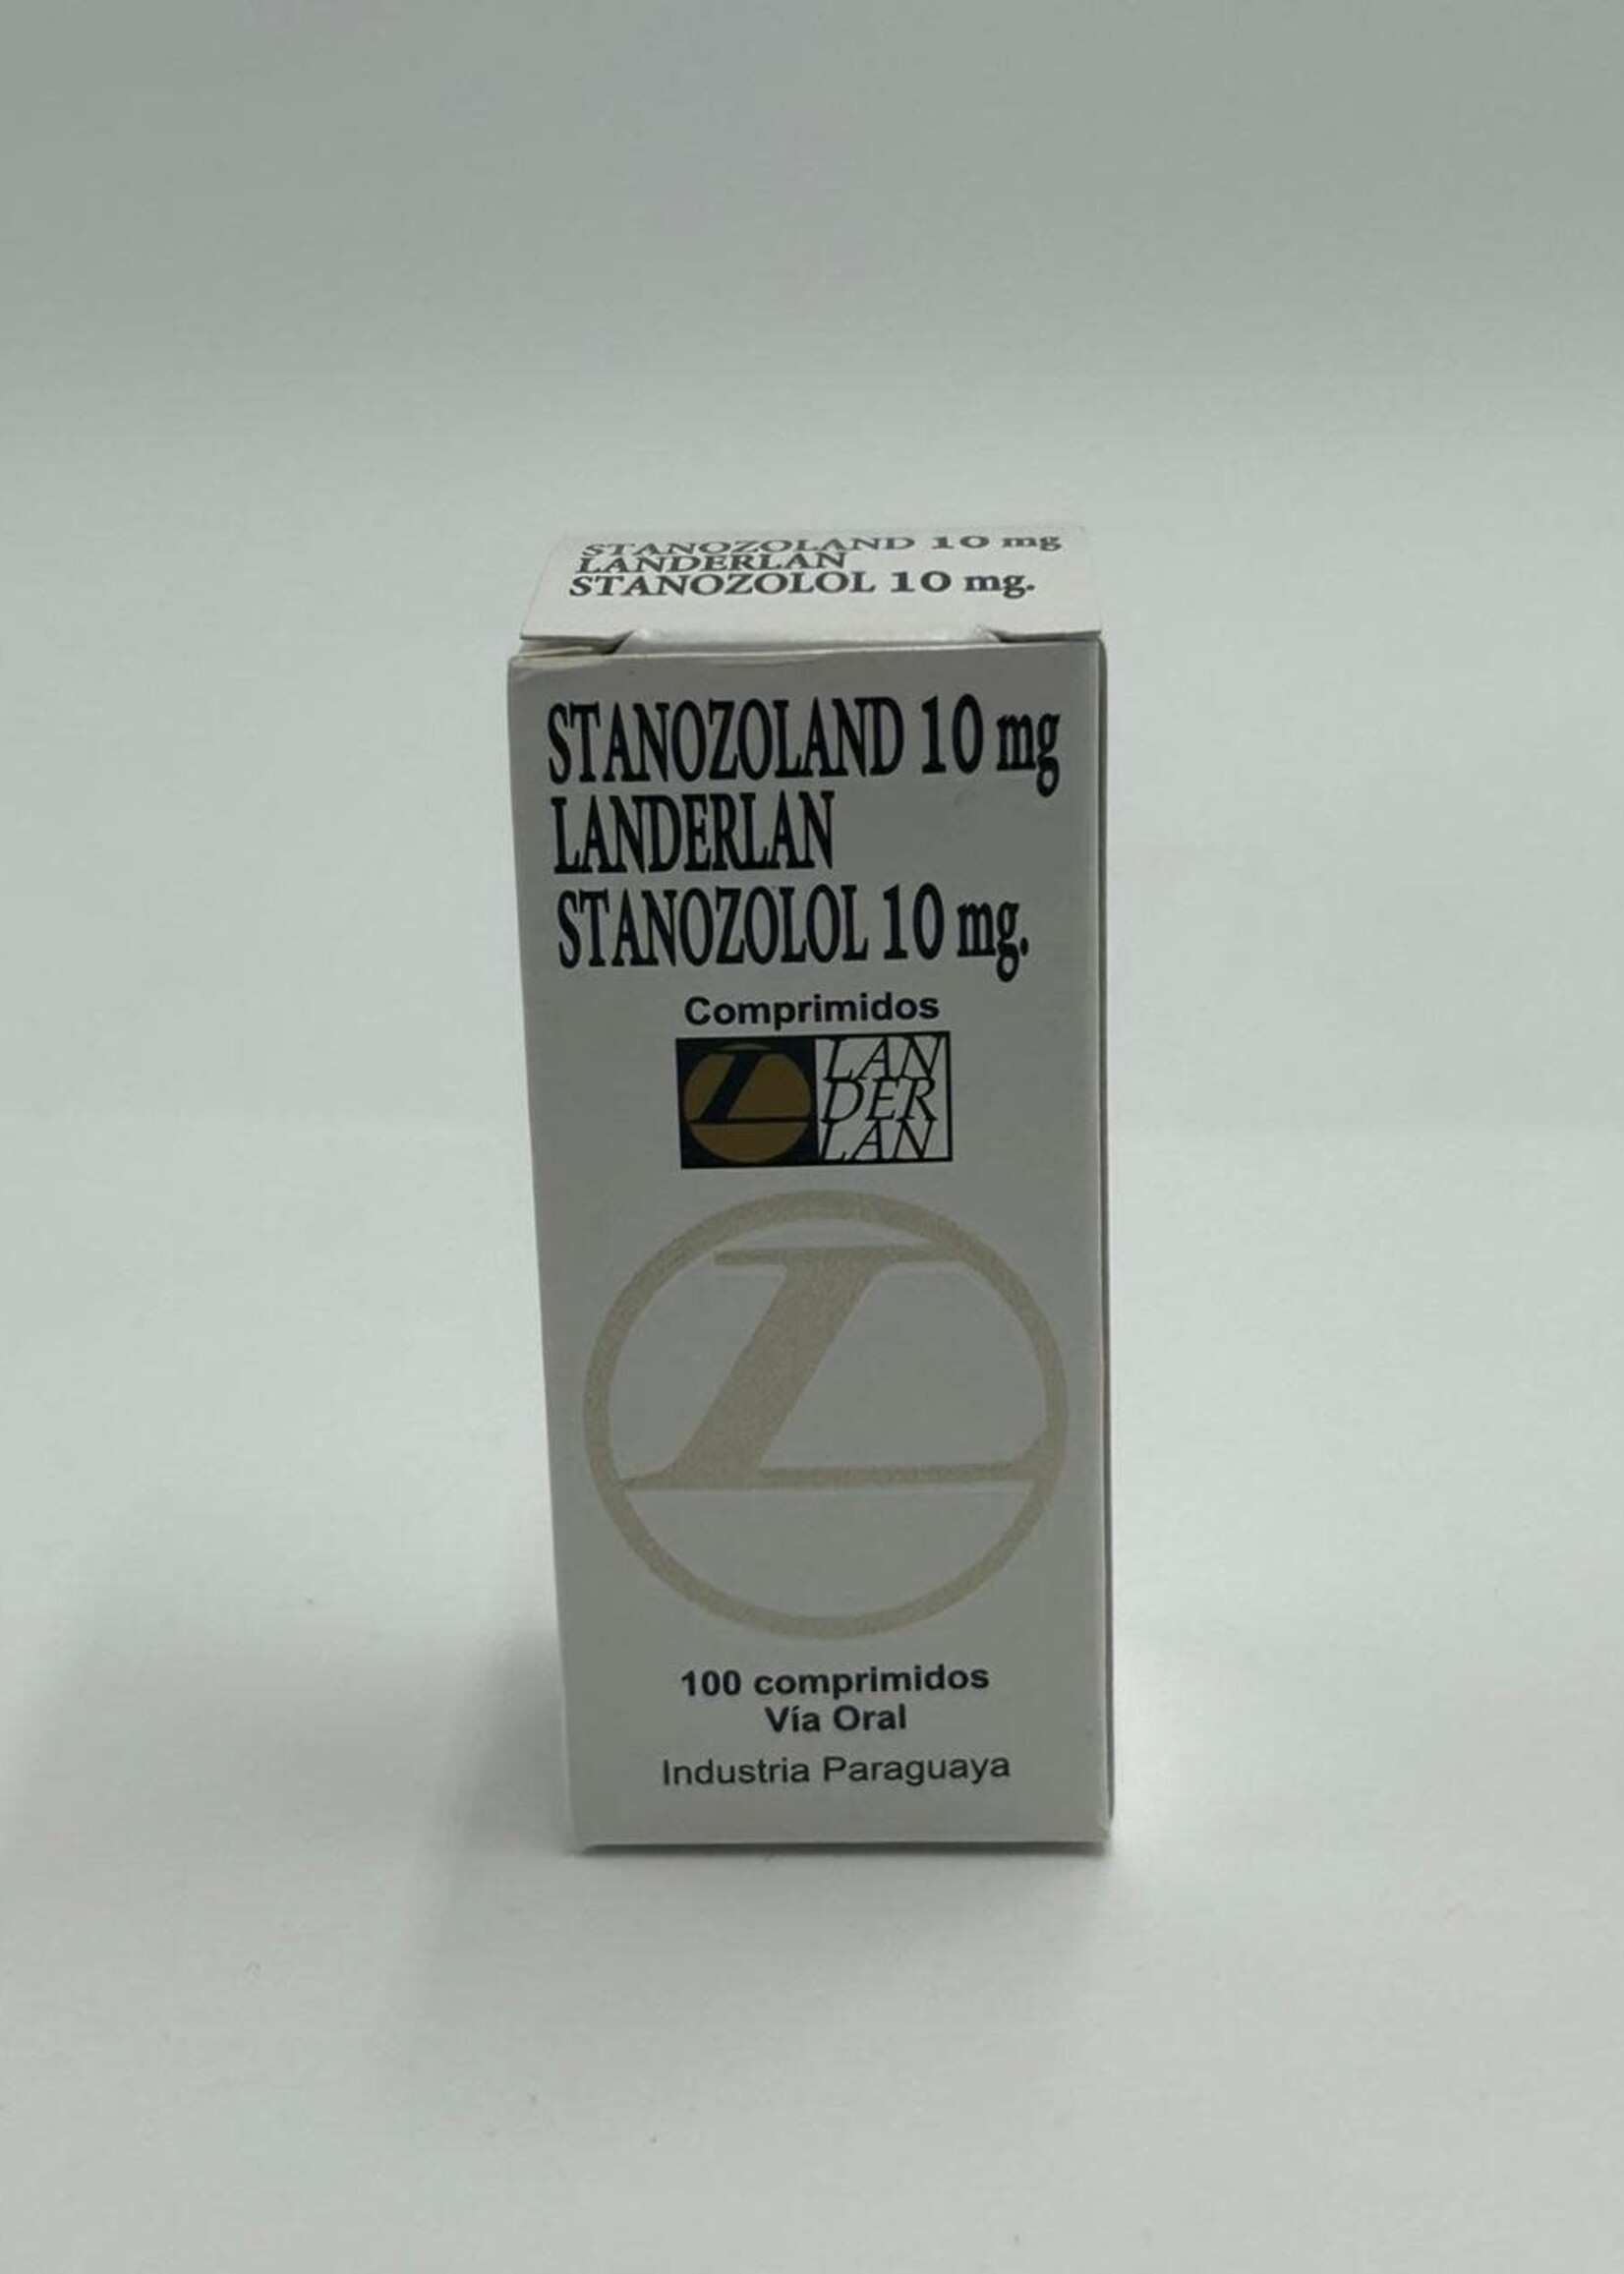 STANOZOLAND 10 mg
LANDERLAN
STANOZOLOL 10 mg.
STANOZOLAND 10 mg
LANDERLAN
STANOZOLOL 10 mg.
Comprimidos
LAN
DER
LAN
100 comprimidos
Vía Oral
Industria Paraguaya